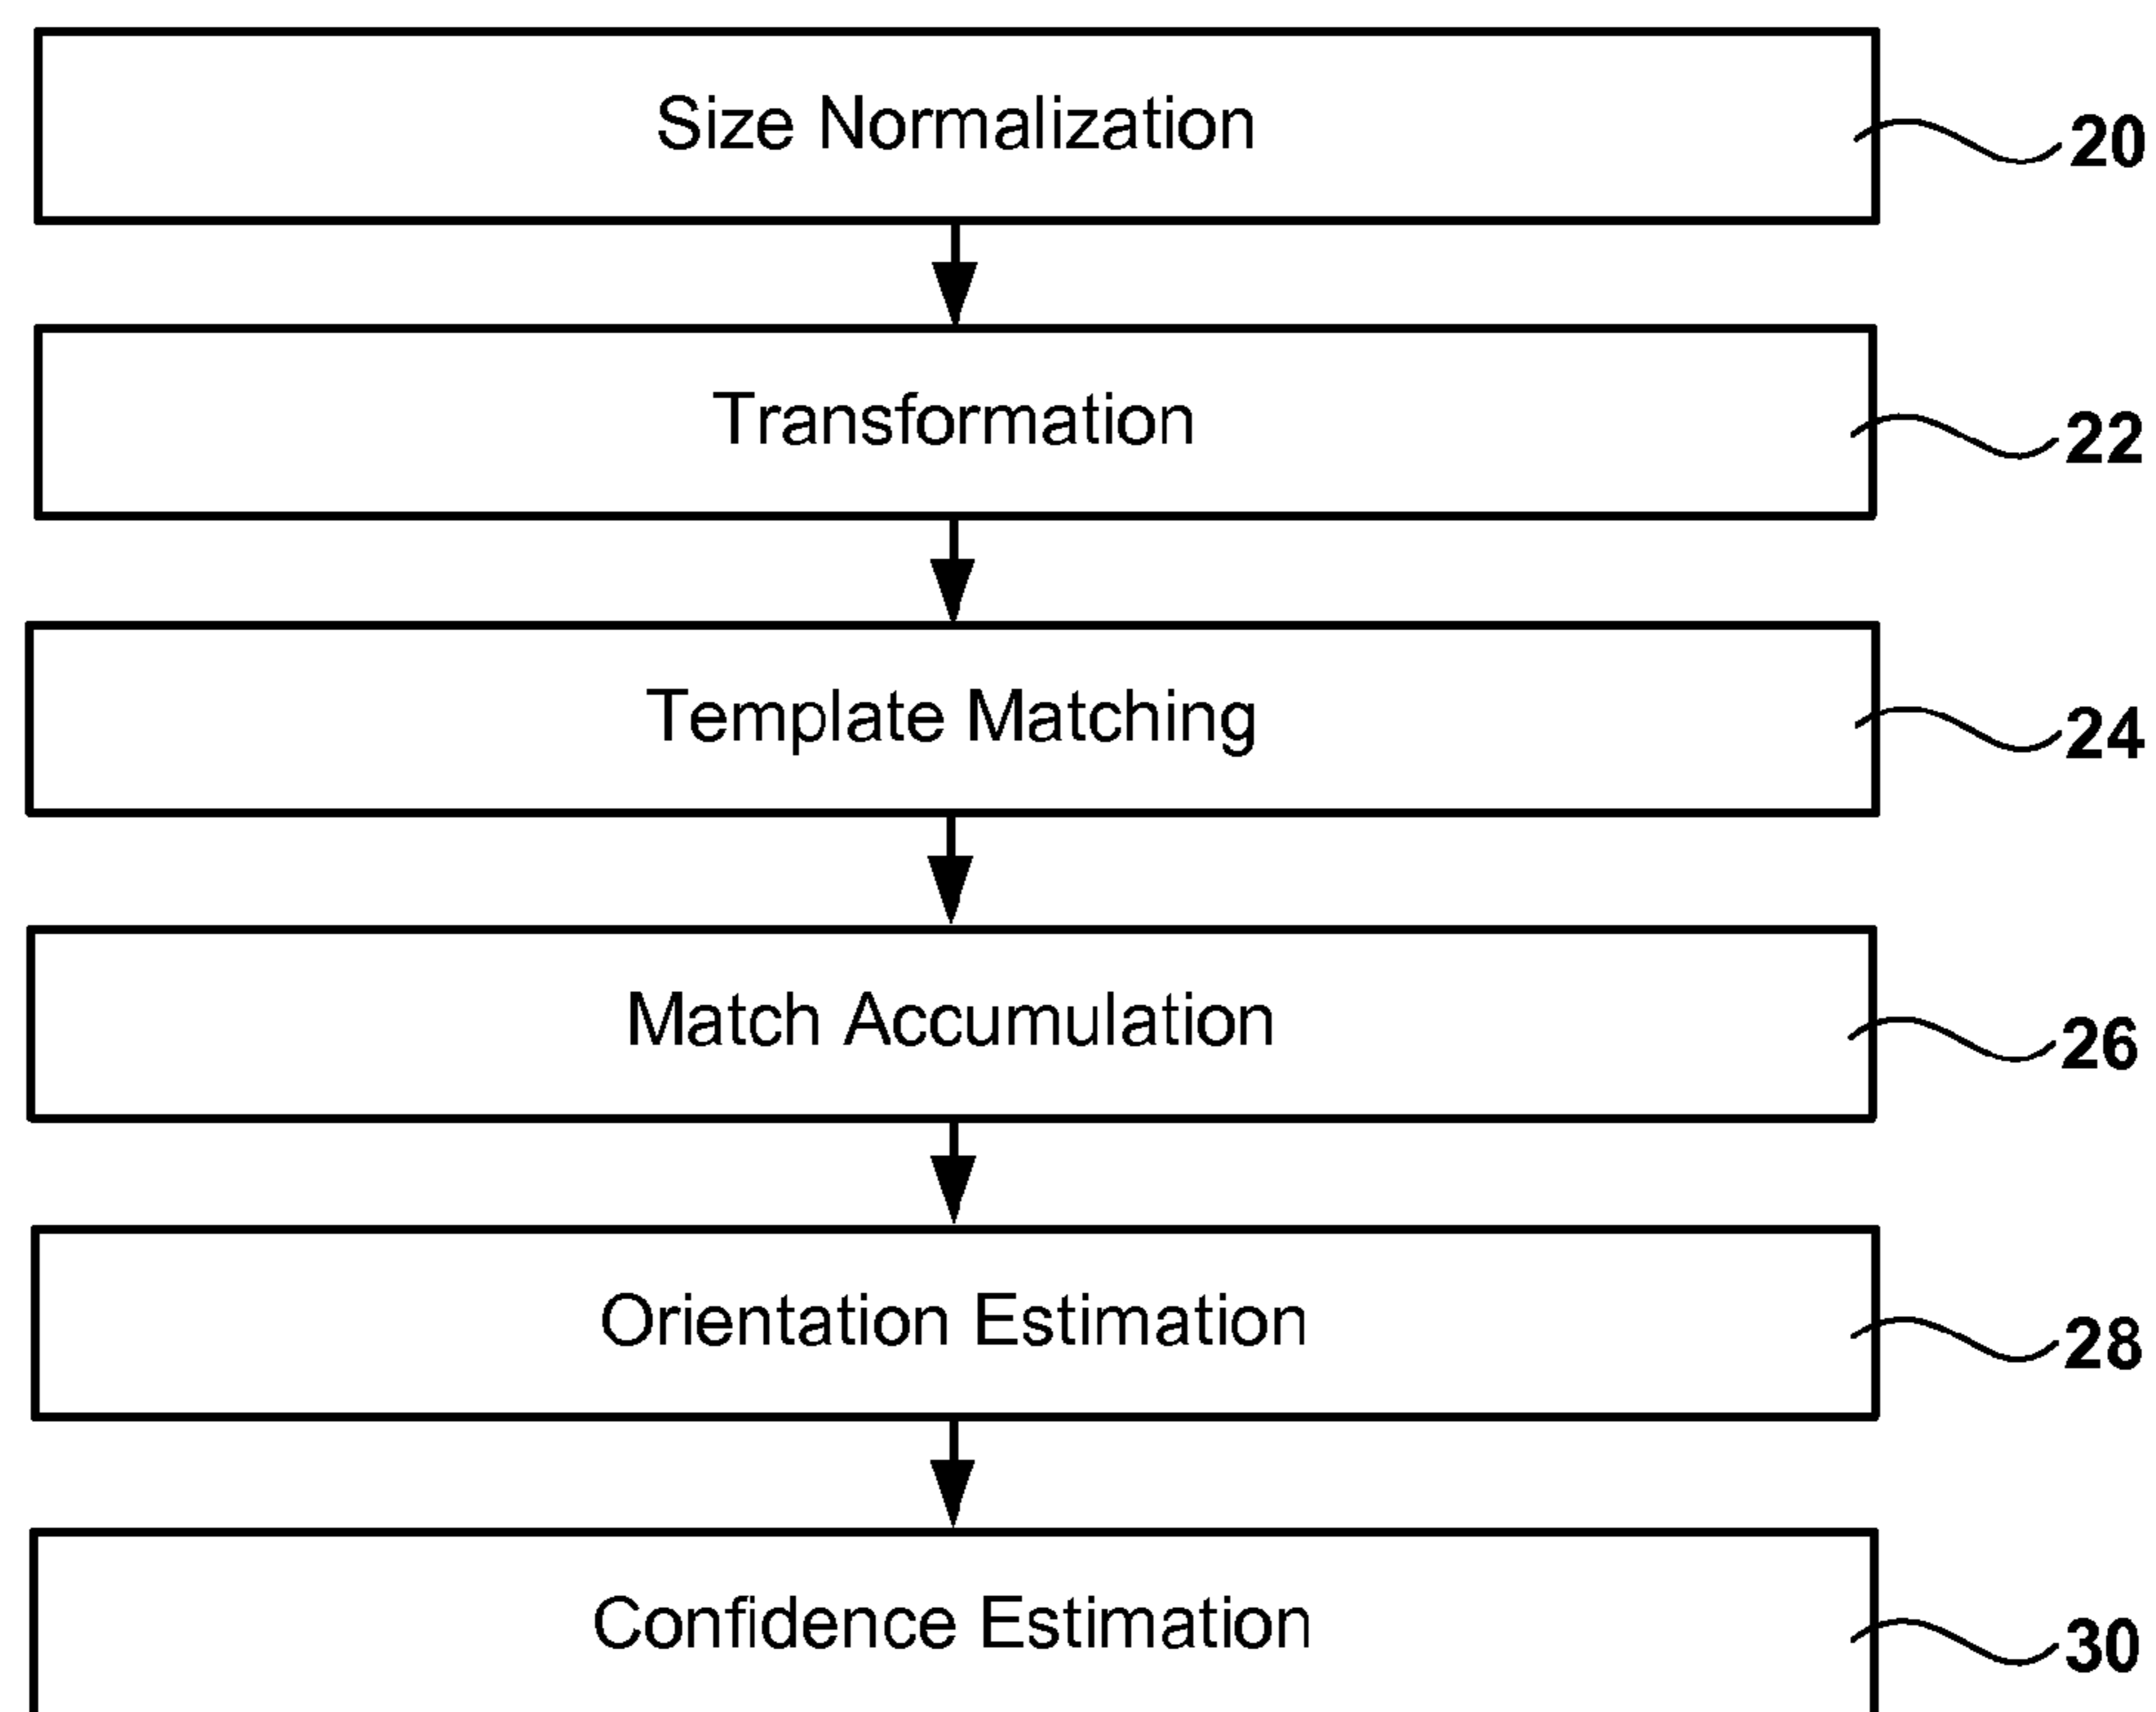 Size Normalization 20
Transformation 22
Template Matching 24
Match Accumulation 26
Orientation Estimation 28
Confidence Estimation 30